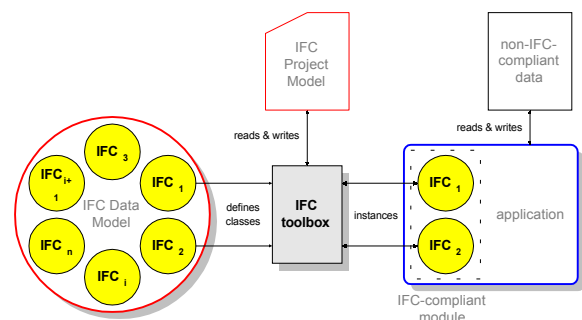 IFC
Project
Model
non-IFC-
compliant
data
reads & writes
reads & writes
IFC 3
IFC i+
1
IFC 1
IFC Data
Model
IFC n
IFC 2
IFC i
defines
classes
IFC
toolbox
instances
IFC 1
IFC 2
application
IFC-compliant
module